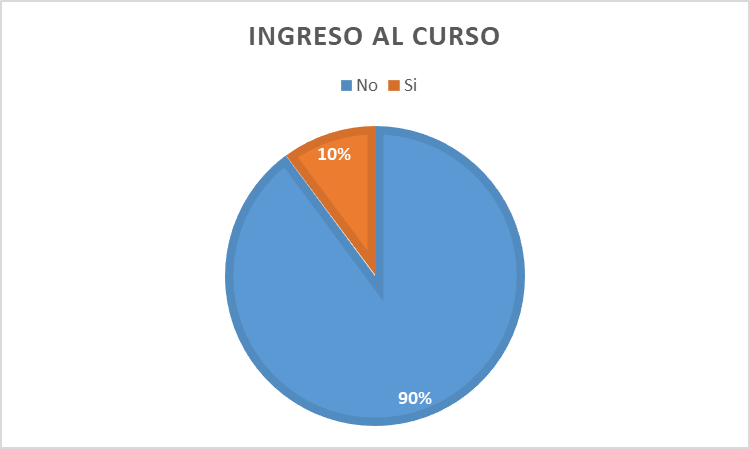 INGRESO AL CURSO
No Si
10%
90%